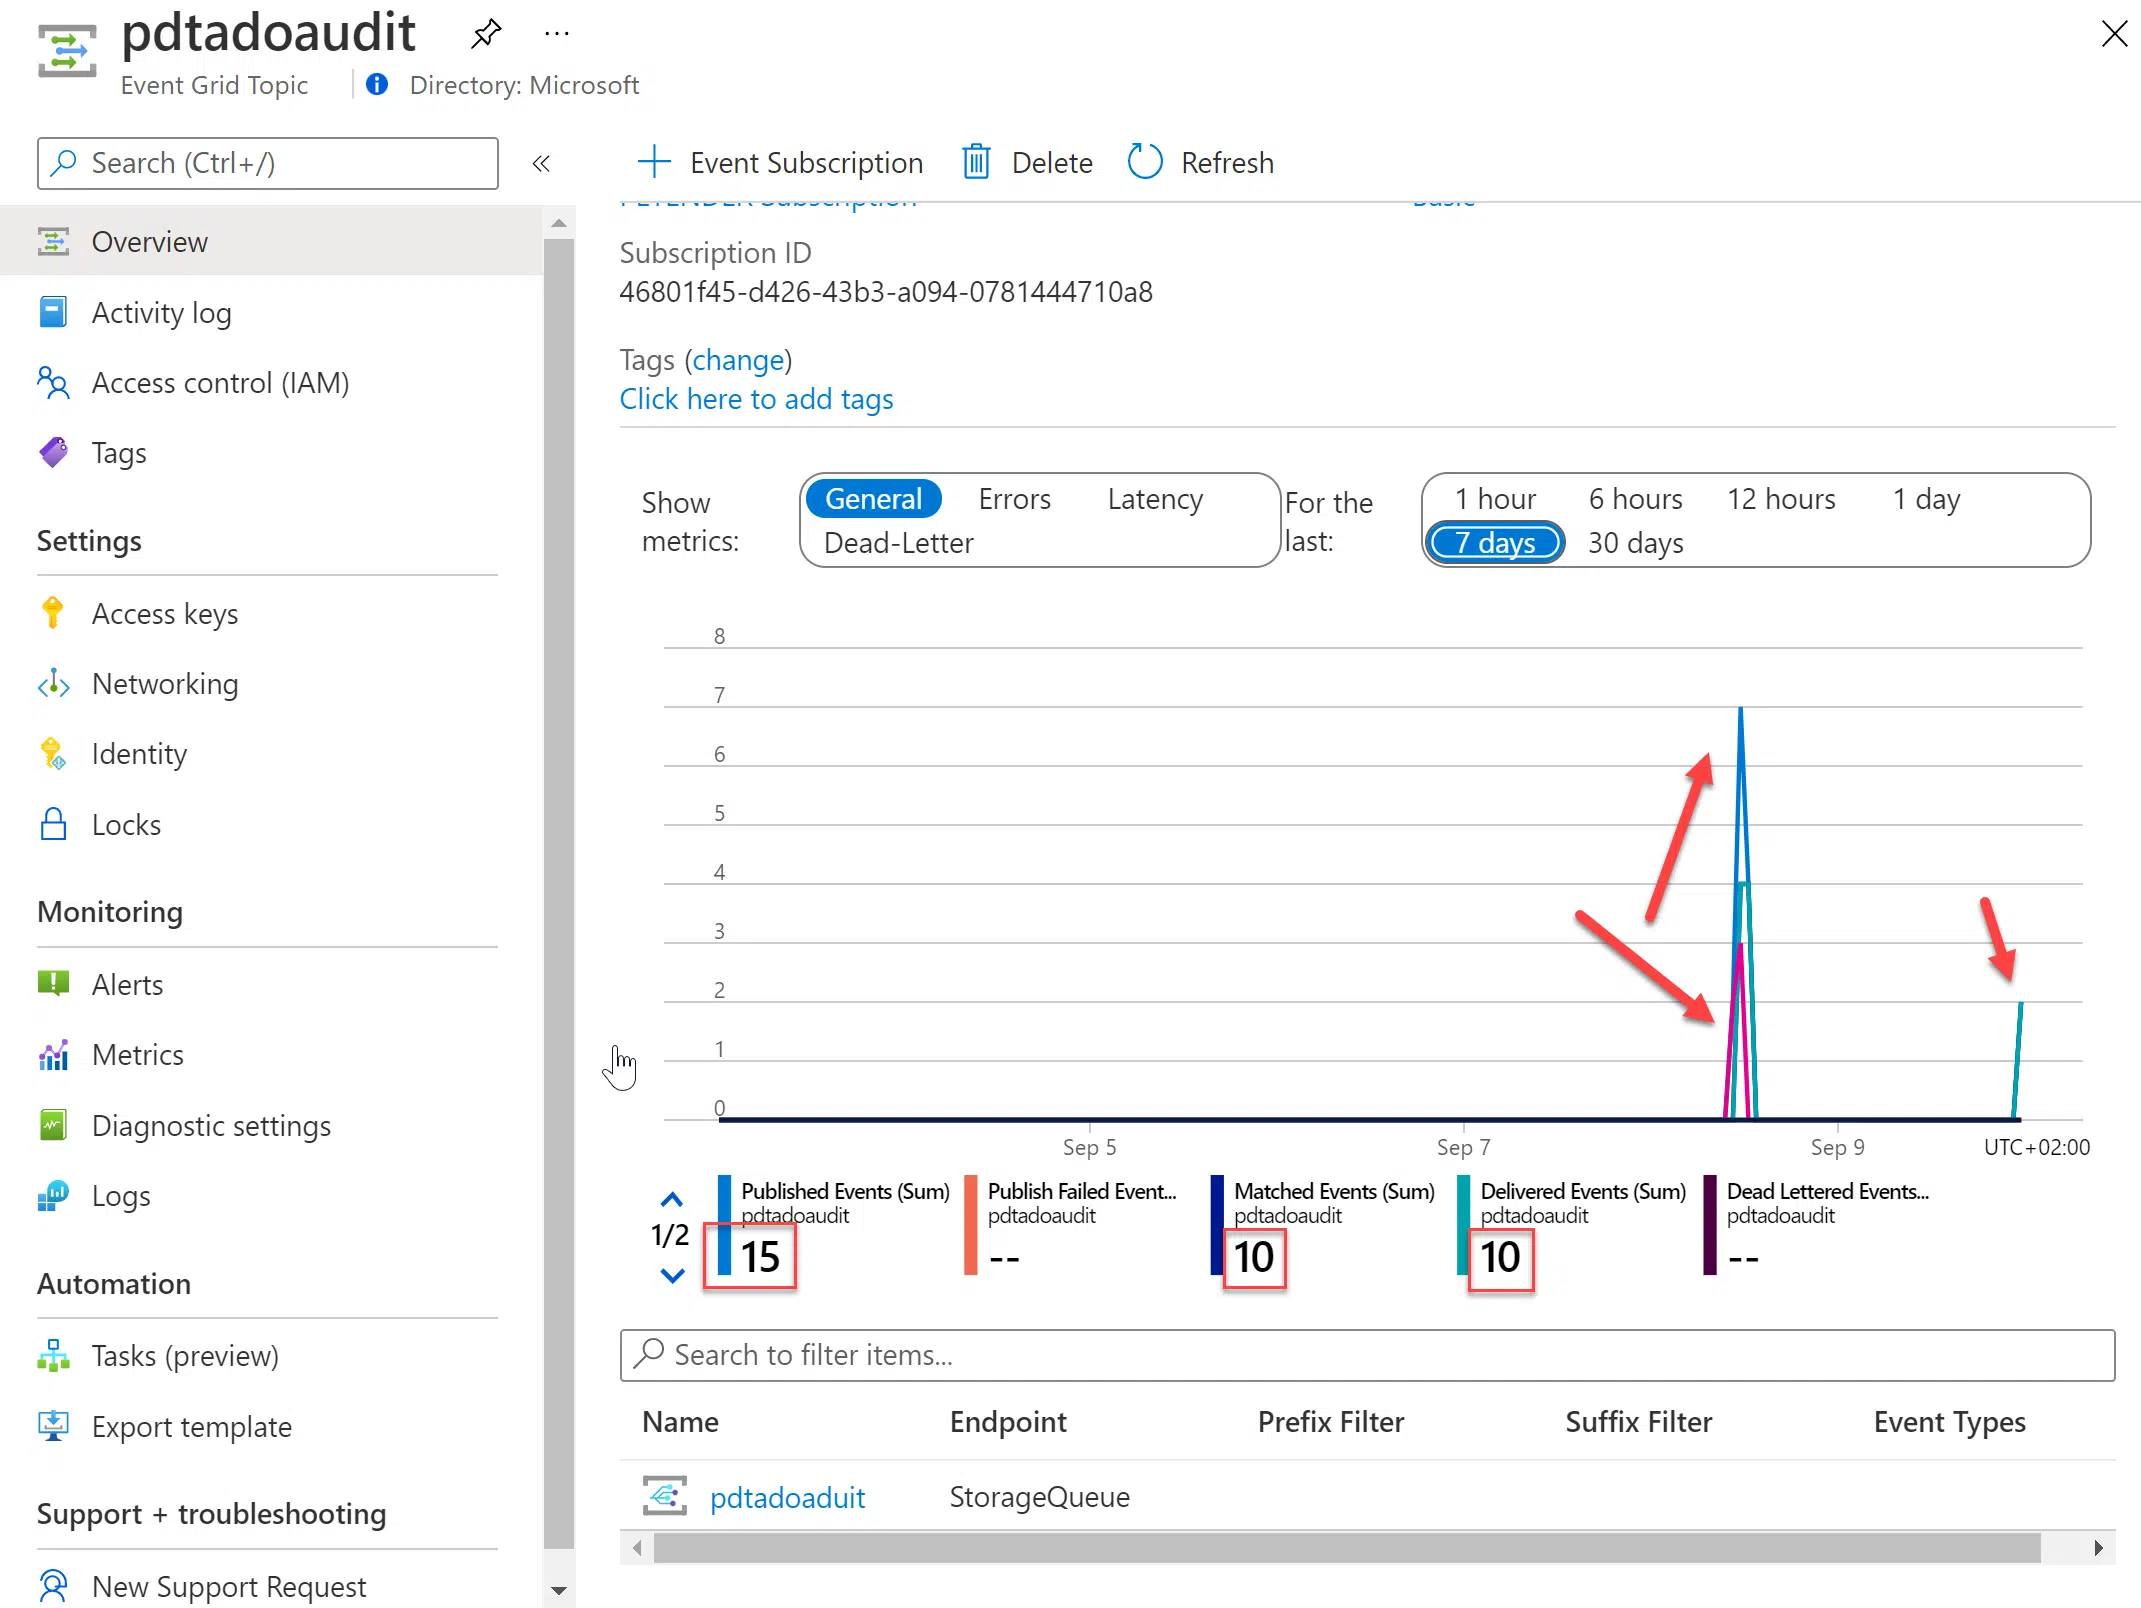 pdtadoaudit
...
Event Grid Topic
Directory: Microsoft
Search (Ctrl+/)
«
Event Subscription
Delete
Refresh
Overview
Activity log
Access control (IAM)
Tags
Settings
Access keys
Networking
Identity
Locks
Monitoring
Alerts
Metrics
Diagnostic settings
Logs
Automation
Tasks (preview)
Export template
Support + troubleshooting
New Support Request
Subscription
Basic
Subscription ID
46801f45-d426-43b3-a094-0781444710a8
Tags (change)
Click here to add tags
Show metrics:
General Errors Latency
Dead-Letter
For the last:
1 hour 6 hours 12 hours 1 day
7 days 30 days
8
7
6
5
4
3
2
1
0
Sep 5 Sep 7 Sep 9 UTC+02:00
1/2
Published Events (Sum)
pdtadoaudit
15
Publish Failed Event...
pdtadoaudit
--
Matched Events (Sum)
pdtadoaudit
10
Delivered Events (Sum)
pdtadoaudit
10
Dead Lettered Events...
pdtadoaudit
--
Search to filter items...
Name Endpoint Prefix Filter Suffix Filter Event Types
pdtadoaduit StorageQueue